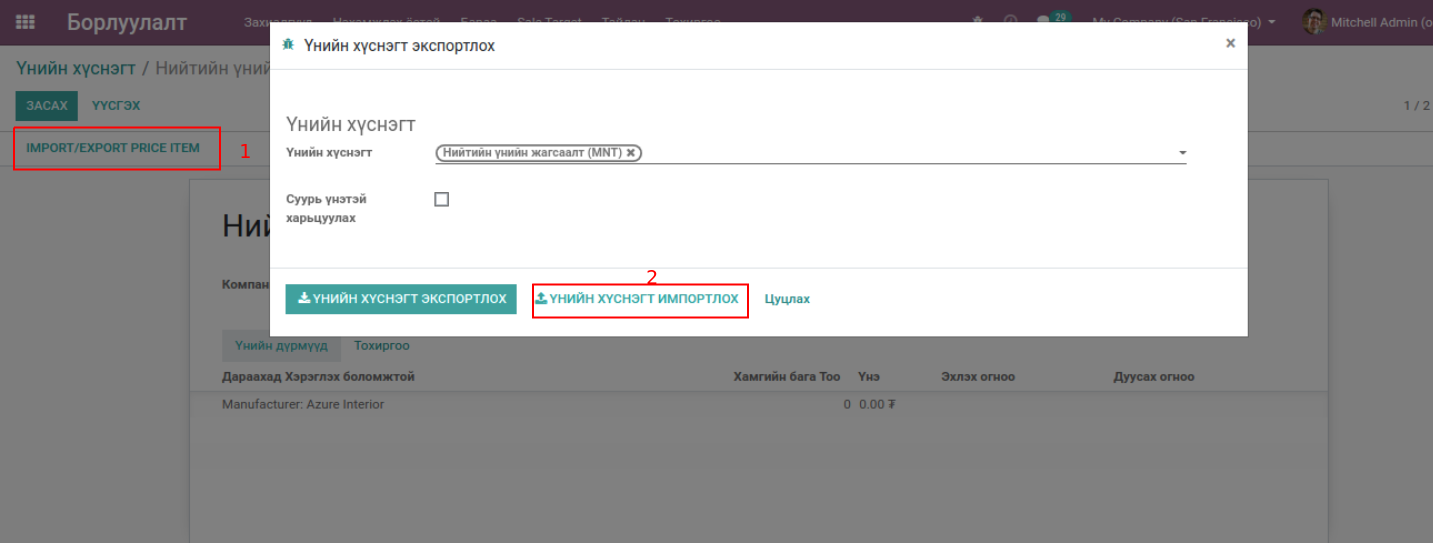 Борлуулалт
29
Mitchell Admin (o
Үнийн хүснэгт экспортлох
×
Үнийн хүснэгт / Нийтийн үний
ЗАСАХ ҮҮСГЭХ
1 / 2
IMPORT/EXPORT PRICE ITEM 1
Үнийн хүснэгт
Үнийн хүснэгт Нийтийн үнийн жагсаалт (MNT) ×
Суурь үнэтэй
харьцуулах
Ний
Компан
2
ҮНИЙН ХҮСНЭГТ ЭКСПОРТЛОХ ҮНИЙН ХҮСНЭГТ ИМПОРТЛОХ Цуцлах
Үнийн дүрмүүд Тохиргоо
Дараахад Хэрэглэх боломжтой Хамгийн бага Тоо Үнэ Эхлэх огноо Дуусах огноо
Manufacturer: Azure Interior 0 0.00 ₮